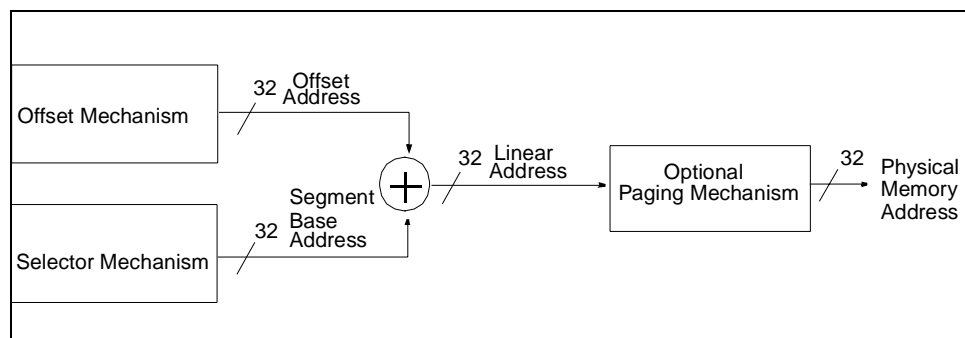 Offset Mechanism
32
Offset
Address
Selector Mechanism
32
Segment
Base
Address
32
Linear
Address
Optional
Paging Mechanism
32
Physical
Memory
Address